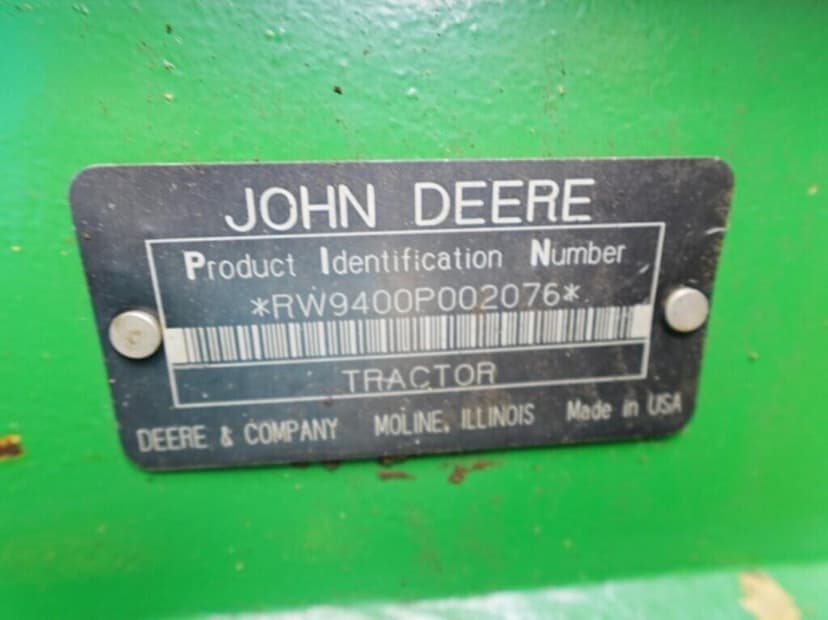 JOHN DEERE
Product Identification Number
*RW9400P002076*
TRACTOR
DEERE & COMPANY MOLINE, ILLINOIS Made in USA